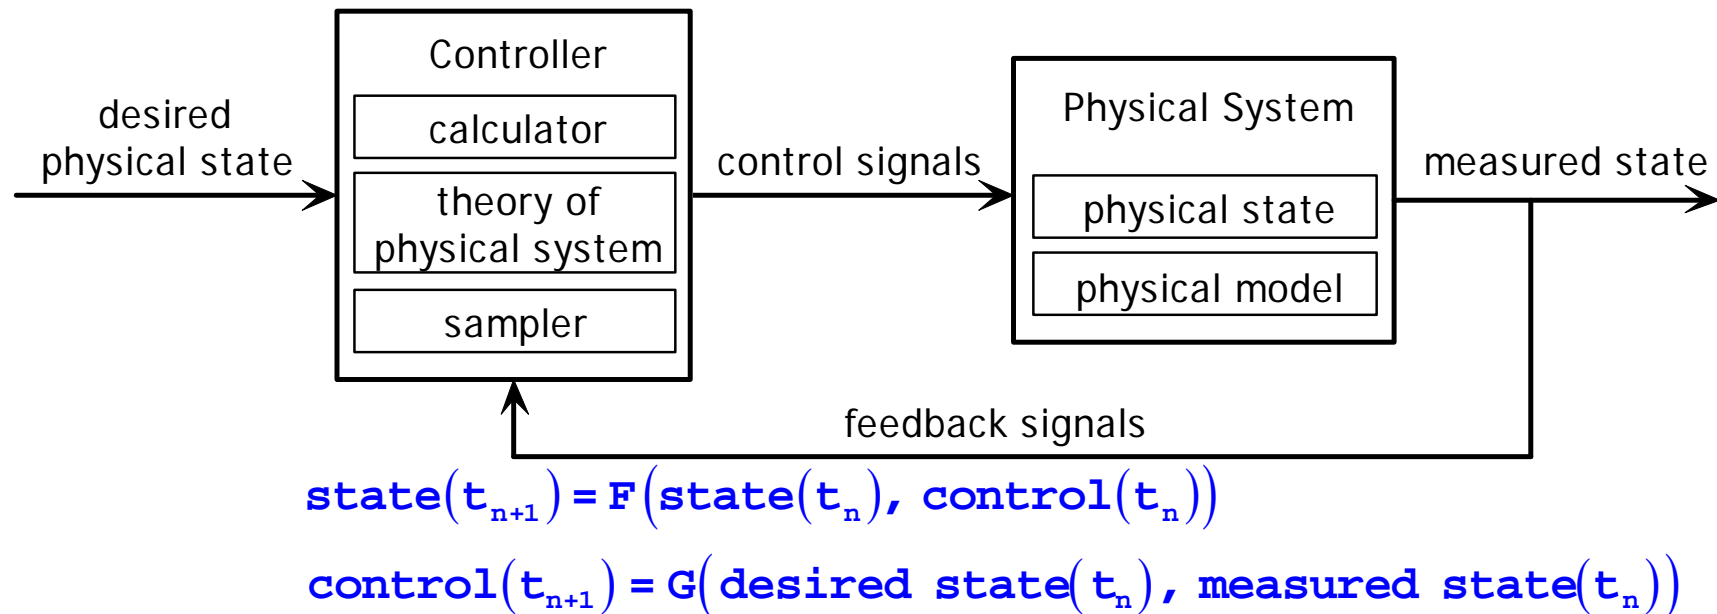 desired
physical state
Controller
calculator
theory of
physical system
sampler
control signals
Physical System
physical state
physical model
measured state
feedback signals
state(tₙ₊₁) = F(state(tₙ), control(tₙ))
control(tₙ₊₁) = G(desired state(tₙ), measured state(tₙ))